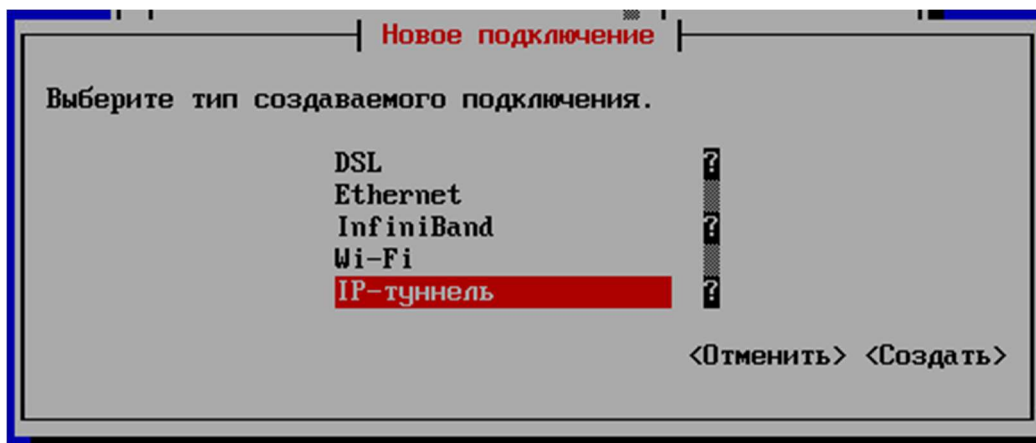 Новое подключение
Выберите тип создаваемого подключения.
DSL ?
Ethernet
InfiniBand ?
Wi-Fi
IP-туннель ?
<Отменить> <Создать>